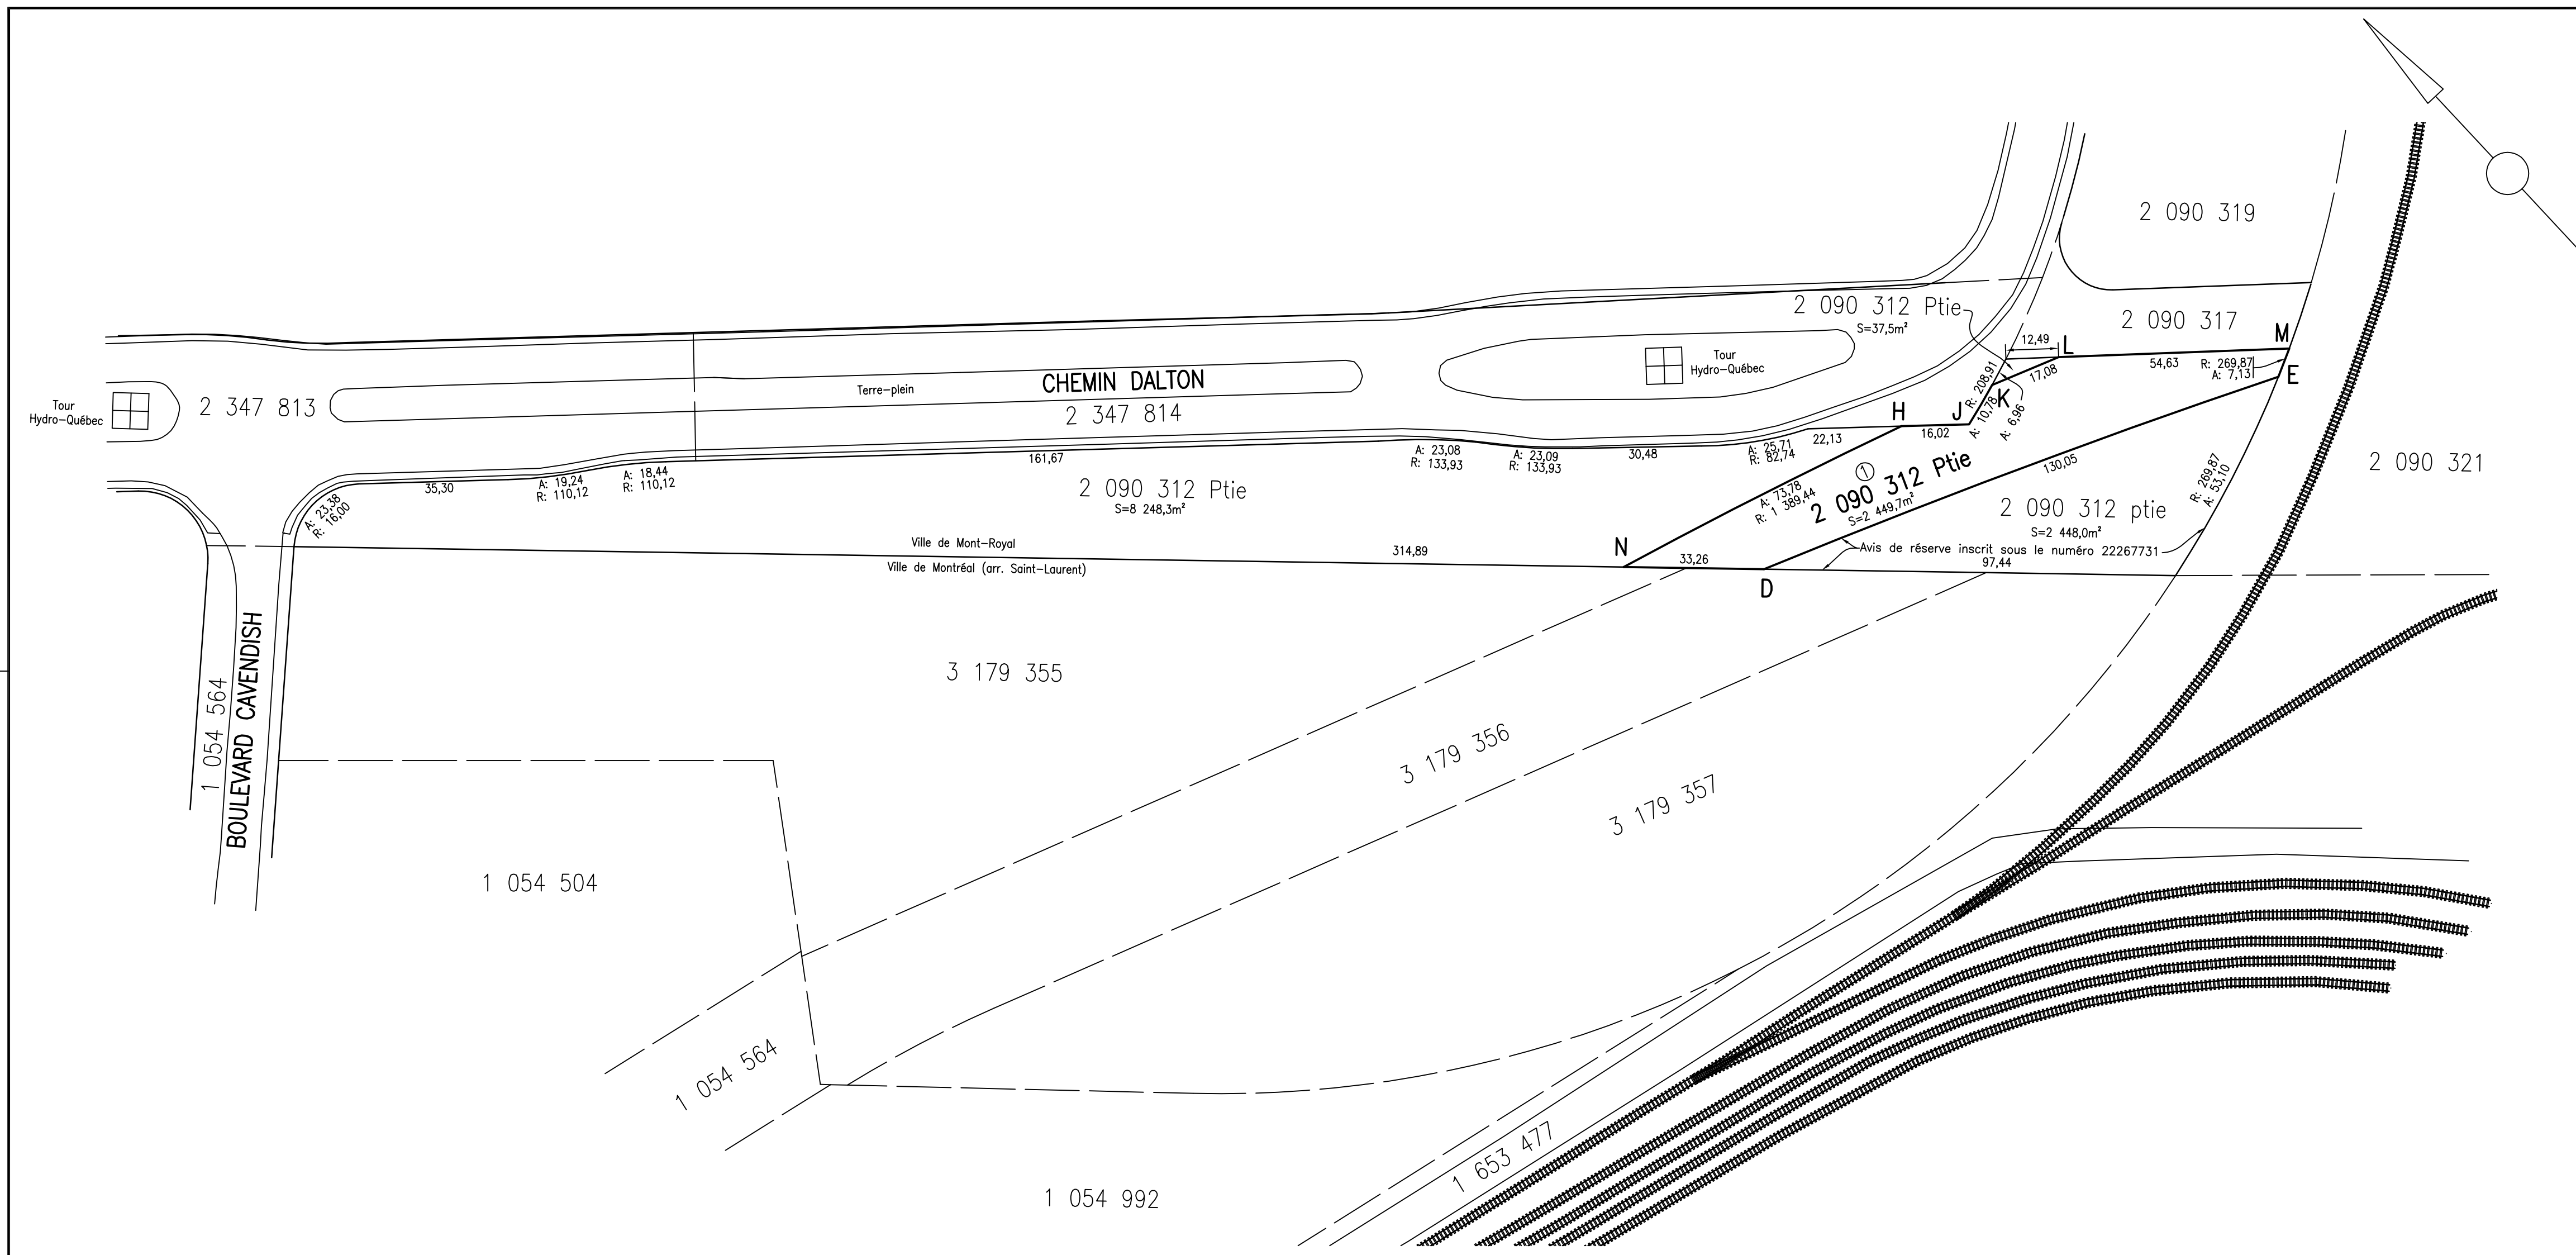 2 090 319
2 090 312 Ptie
S=37,5m²
2 090 317
M
12,49
L
54,63
R: 269,87
A: 7,13
E
17,08
R: 208,91
A: 10,78
K
A: 6,96
Tour
Hydro-Québec
CHEMIN DALTON
Terre-plein
2 347 814
2 347 813
Tour
Hydro-Québec
H
J
16,02
22,13
A: 25,71
R: 82,74
30,48
A: 23,09
R: 133,93
A: 23,08
R: 133,93
161,67
A: 18,44
R: 110,12
A: 19,24
R: 110,12
35,30
A: 23,38
R: 16,00
2 090 312 Ptie
S=8 248,3m²
A: 73,78
R: 1 389,44
1
2 090 312 Ptie
S=2 449,7m²
130,05
R: 269,87
A: 53,10
2 090 321
2 090 312 ptie
S=2 448,0m²
Avis de réserve inscrit sous le numéro 22267731
97,44
Ville de Mont-Royal
314,89
N
33,26
D
Ville de Montréal (arr. Saint-Laurent)
3 179 355
1 054 564
BOULEVARD CAVENDISH
3 179 356
3 179 357
1 054 504
1 054 564
1 653 477
1 054 992